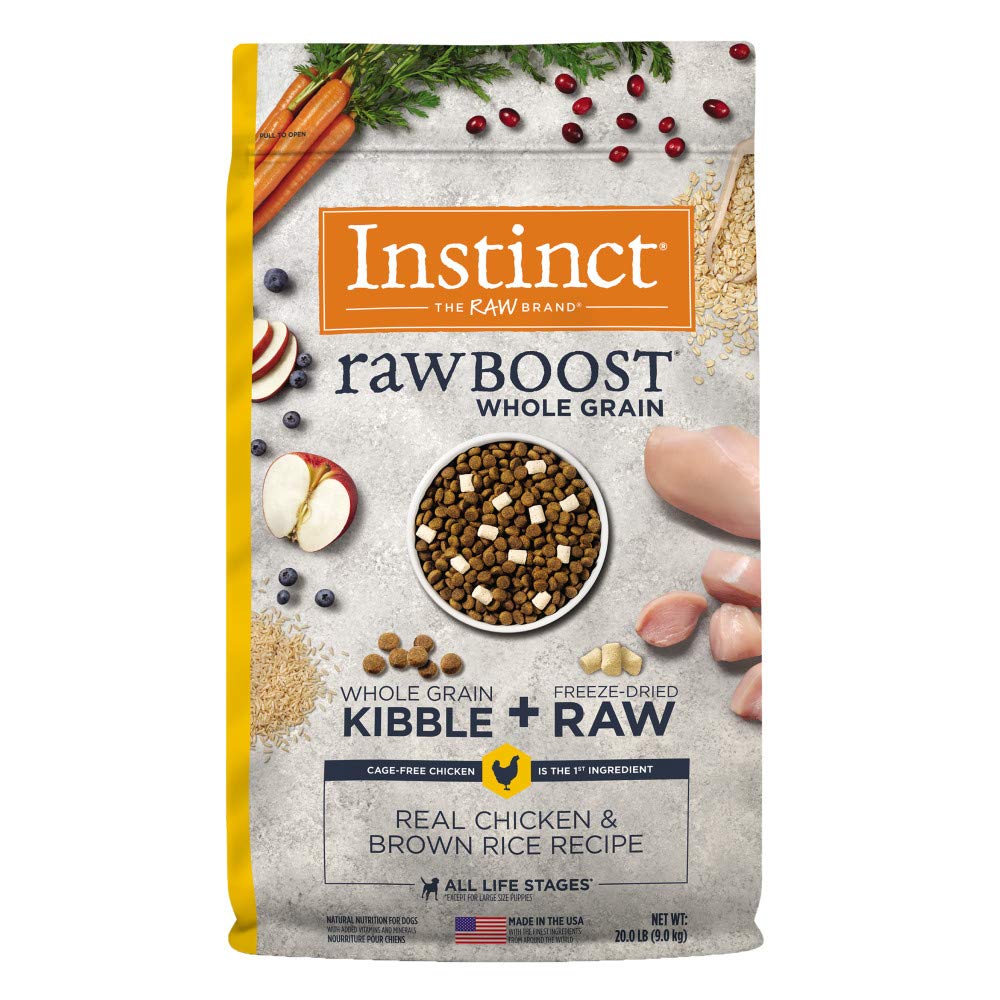 PULL TO OPEN
Instinct®
THE RAW BRAND®
raw BOOST®
WHOLE GRAIN
WHOLE GRAIN
KIBBLE
+
FREEZE-DRIED
RAW
CAGE-FREE CHICKEN
IS THE 1ST INGREDIENT
REAL CHICKEN &
BROWN RICE RECIPE
ALL LIFE STAGES*
*EXCEPT FOR LARGE SIZE PUPPIES
NATURAL NUTRITION FOR DOGS
WITH ADDED VITAMINS AND MINERALS
NOURRITURE POUR CHIENS
MADE IN THE USA
WITH THE FINEST INGREDIENTS
FROM AROUND THE WORLD
NET WT:
20.0 LB (9.0 kg)